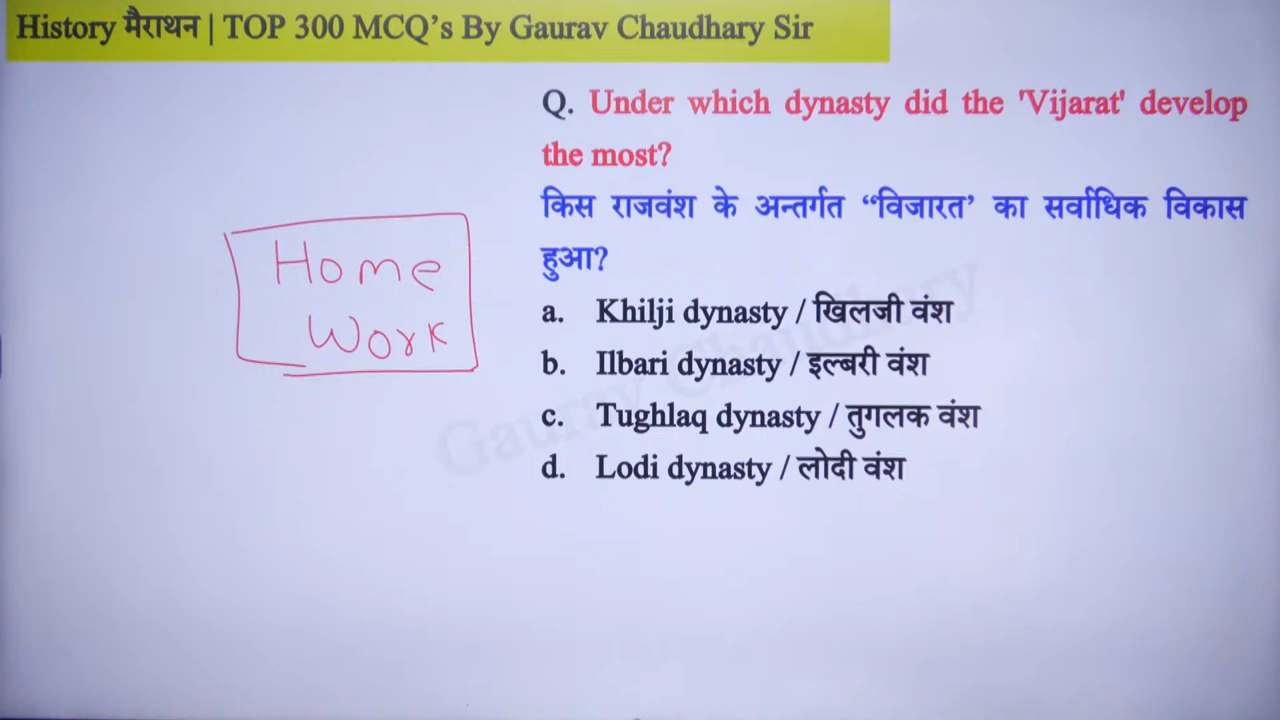 History मैराथन | TOP 300 MCQ’s By Gaurav Chaudhary Sir
Q. Under which dynasty did the 'Vijarat' develop
the most?
किस राजवंश के अन्तर्गत “विजारत’ का सर्वाधिक विकास
हुआ?
a. Khilji dynasty / खिलजी वंश
b. Ilbari dynasty / इल्बरी वंश
c. Tughlaq dynasty / तुगलक वंश
d. Lodi dynasty / लोदी वंश
Home
Work
Gaurav Chaudhary